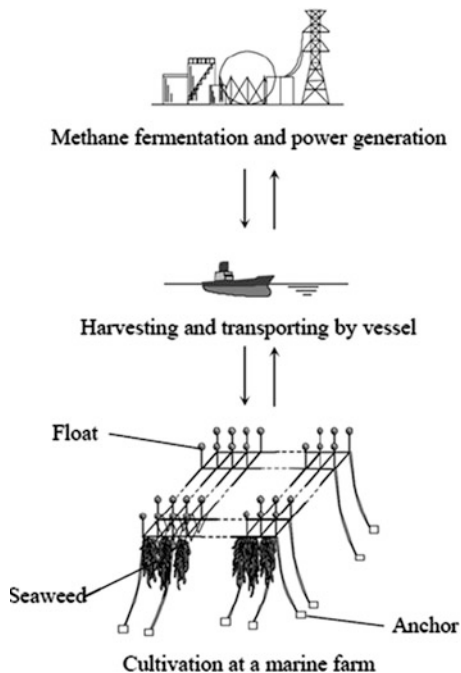 Methane fermentation and power generation
Harvesting and transporting by vessel
Float
Seaweed
Anchor
Cultivation at a marine farm